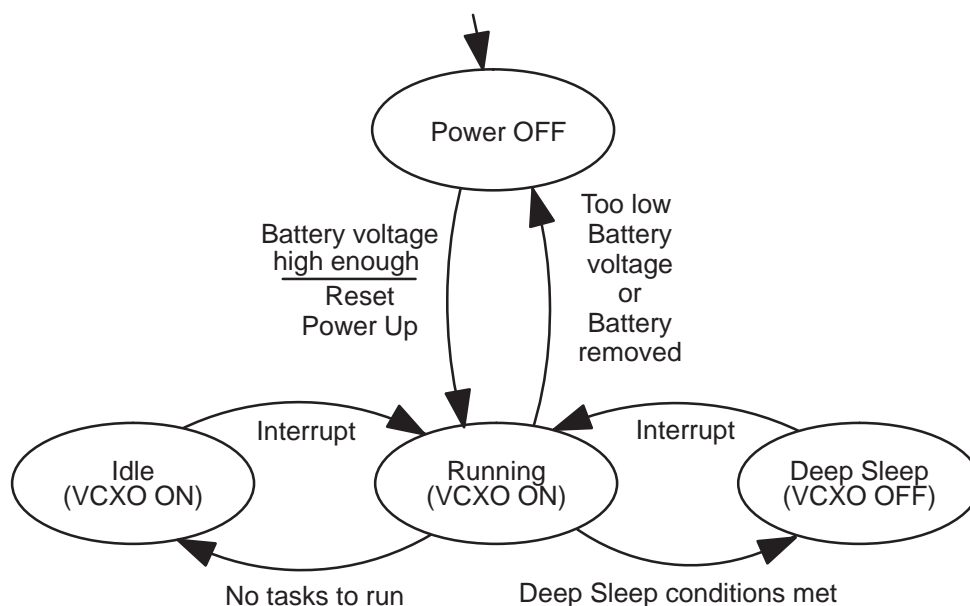 Power OFF
Battery voltage
high enough
Reset
Power Up
Too low
Battery
voltage
or
Battery
removed
Interrupt
Interrupt
Idle
(VCXO ON)
Running
(VCXO ON)
Deep Sleep
(VCXO OFF)
No tasks to run
Deep Sleep conditions met